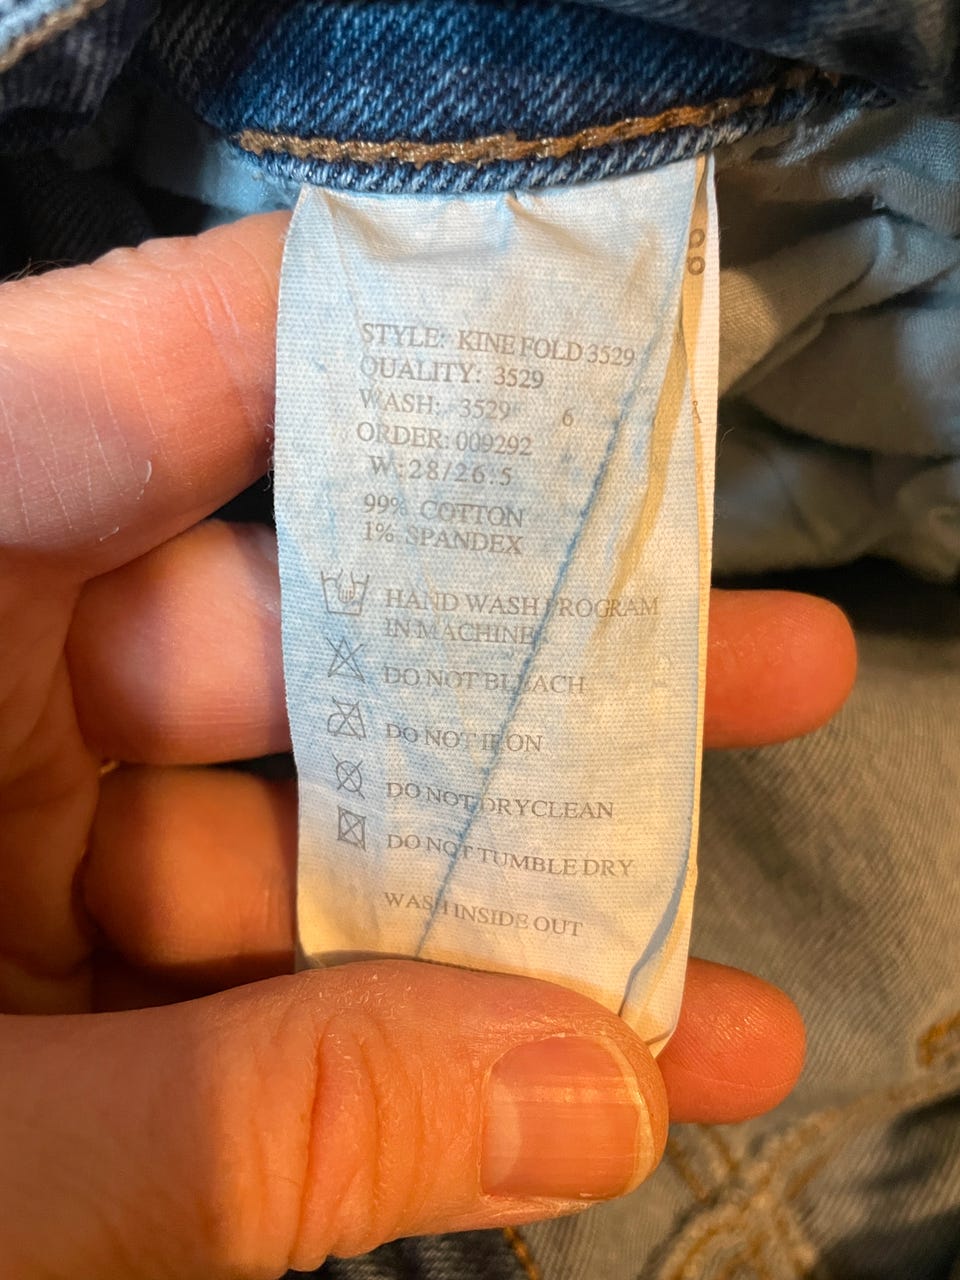 STYLE: KINE FOLD 3529
QUALITY: 3529
WASH: 3529 6
ORDER: 009292
W: 28/26.5
99% COTTON
1% SPANDEX
HAND WASH PROGRAM
IN MACHINE
DO NOT BLEACH
DO NOT IRON
DO NOT DRYCLEAN
DO NOT TUMBLE DRY
WASH INSIDE OUT